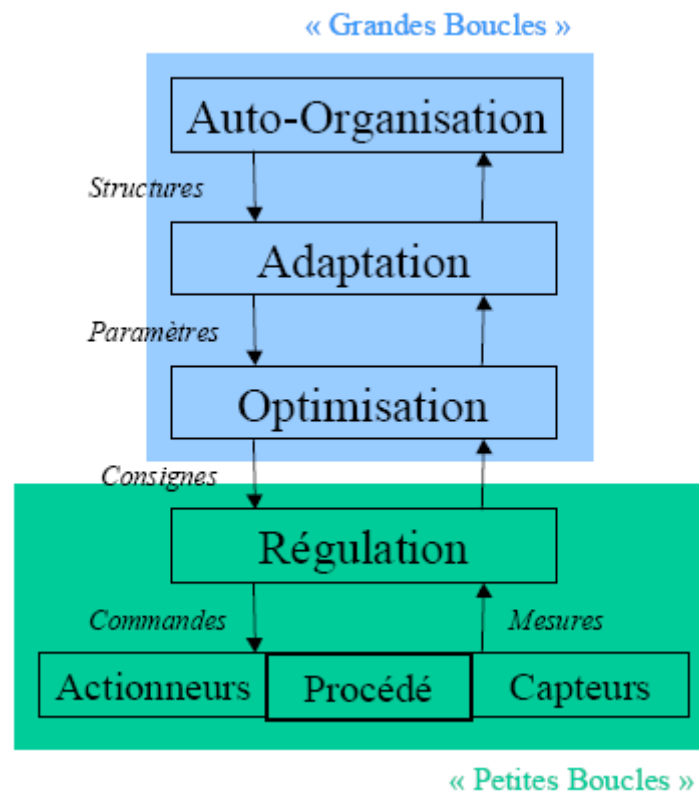 « Grandes Boucles »
Auto-Organisation
Structures
Adaptation
Paramètres
Optimisation
Consignes
Régulation
Commandes
Mesures
Actionneurs
Procédé
Capteurs
« Petites Boucles »